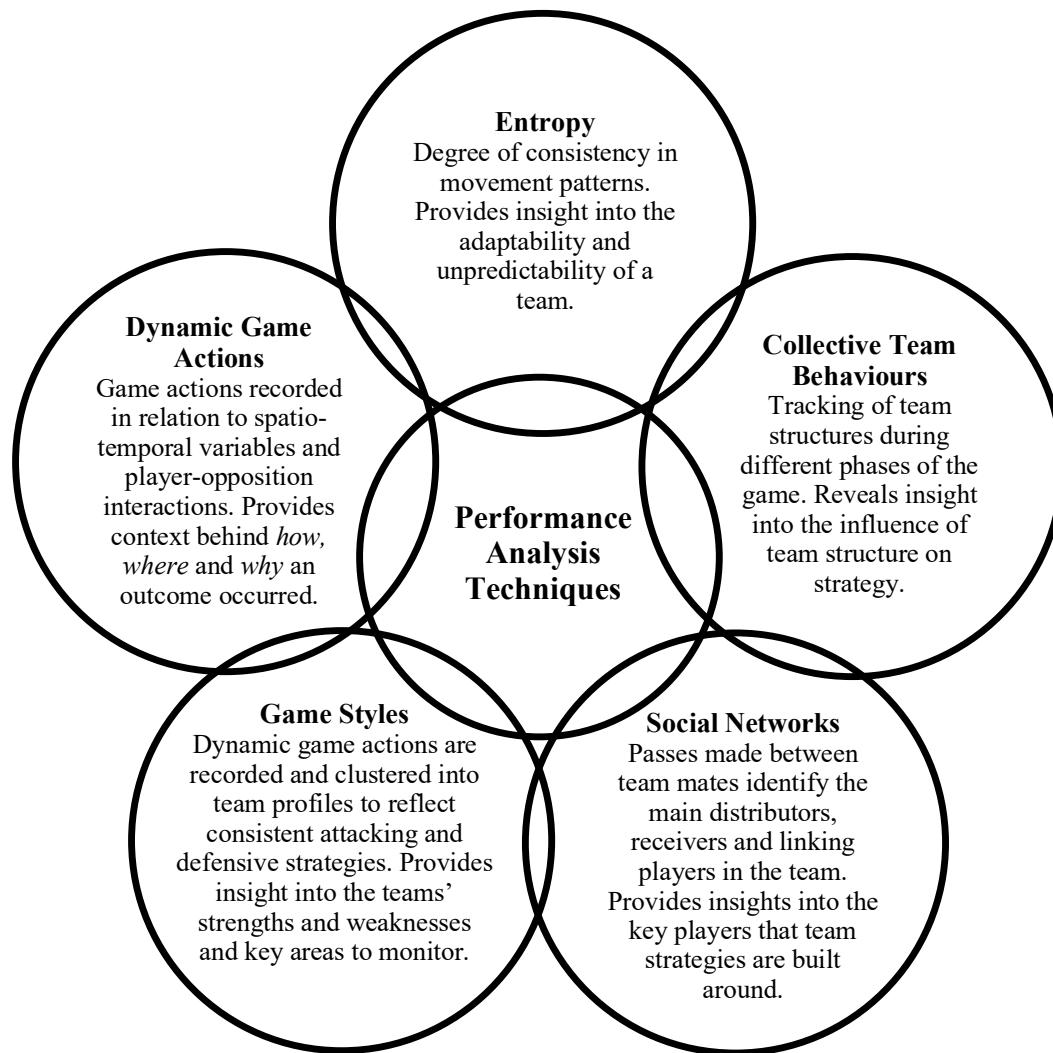 Entropy
Degree of consistency in
movement patterns.
Provides insight into the
adaptability and
unpredictability of a
team.
Dynamic Game
Actions
Game actions recorded
in relation to spatio-
temporal variables and
player-opposition
interactions. Provides
context behind how,
where and why an
outcome occurred.
Collective Team
Behaviours
Tracking of team
structures during
different phases of the
game. Reveals insight
into the influence of
team structure on
strategy.
Performance
Analysis
Techniques
Game Styles
Dynamic game actions are
recorded and clustered into
team profiles to reflect
consistent attacking and
defensive strategies. Provides
insight into the teams’
strengths and weaknesses
and key areas to monitor.
Social Networks
Passes made between
team mates identify the
main distributors,
receivers and linking
players in the team.
Provides insights into the
key players that team
strategies are built
around.